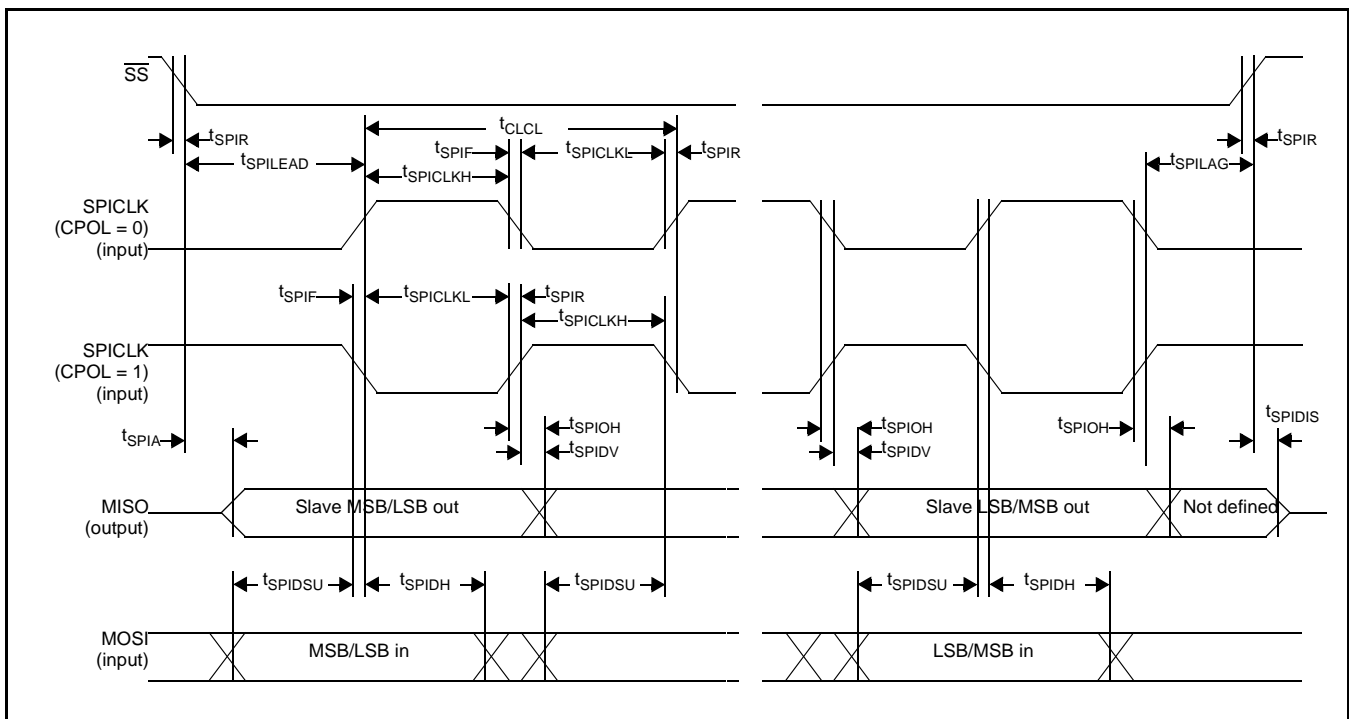 SS
tSPIR
tCLCL
tSPIR
tSPILEAD
tSPIF
tSPICLKL
tSPIR
tSPILAG
tSPICLKH
SPICLK
(CPOL = 0)
(input)
tSPIF
tSPICLKL
tSPIR
tSPICLKH
SPICLK
(CPOL = 1)
(input)
tSPIA
tSPIOH
tSPIDV
tSPIOH
tSPIDV
tSPIOH
tSPIDIS
MISO
(output)
Slave MSB/LSB out
Slave LSB/MSB out
Not defined
tSPIDSU
tSPIDH
tSPIDSU
tSPIDSU
tSPIDH
MOSI
(input)
MSB/LSB in
LSB/MSB in